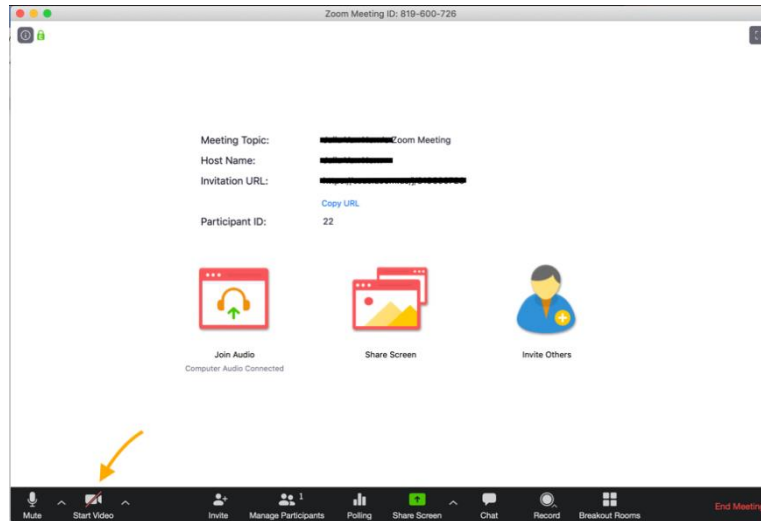 Zoom Meeting ID: 819-600-726
Meeting Topic: Zoom Meeting
Host Name:
Invitation URL:
Copy URL
Participant ID: 22
Join Audio
Computer Audio Connected
Share Screen
Invite Others
Mute
Start Video
Invite
1
Manage Participants
Polling
Share Screen
Chat
Record
Breakout Rooms
End Meeting